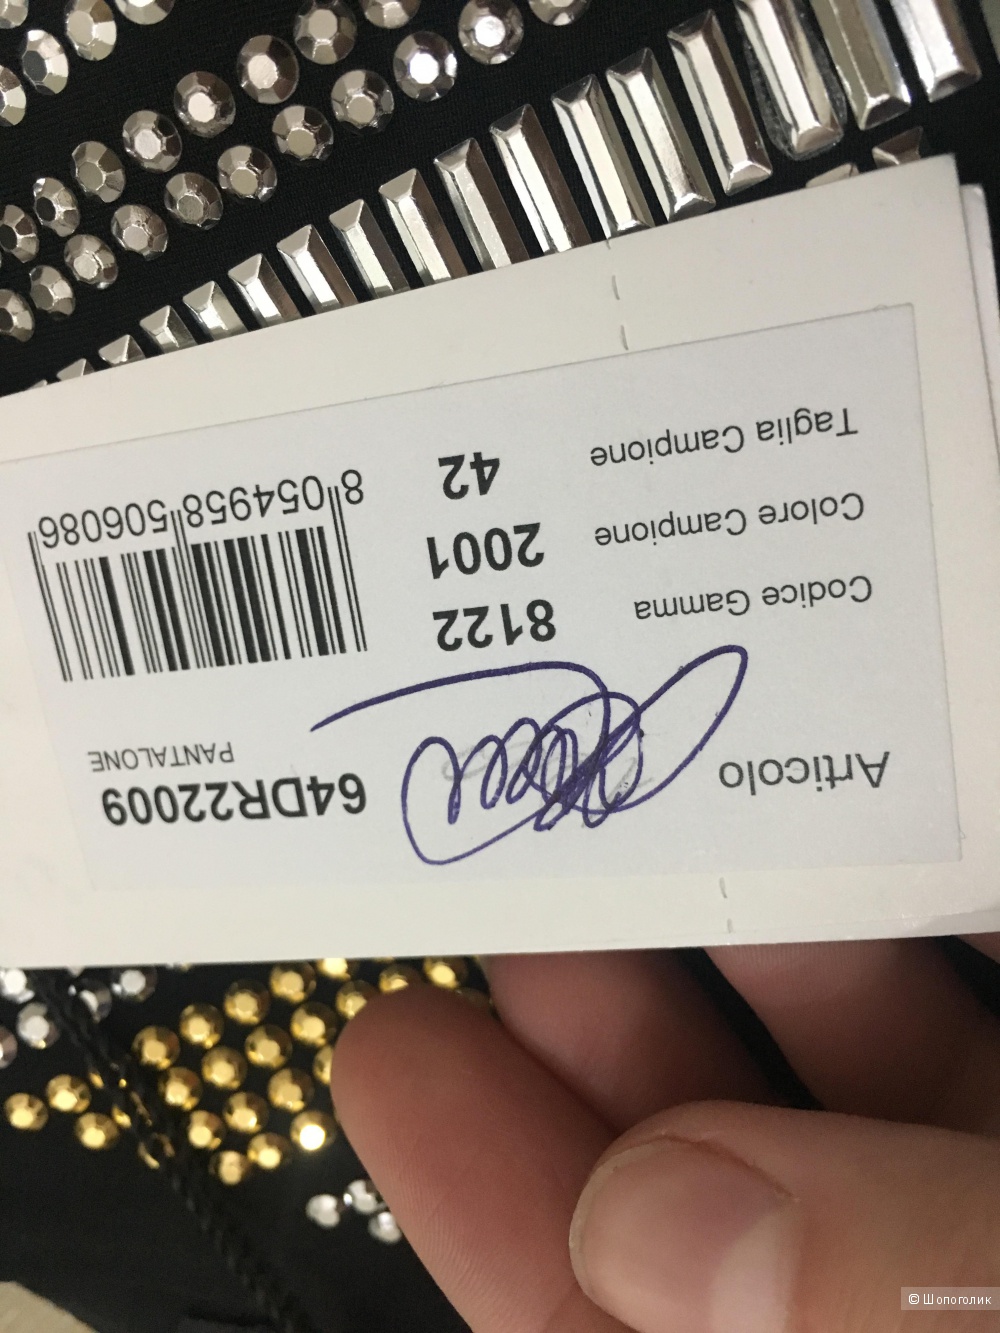 Articolo 64DR22009
PANTALONE
Codice Gamma 8122
Colore Campione 2001
Taglia Campione 42
8 054958 506086
© Шопоголик